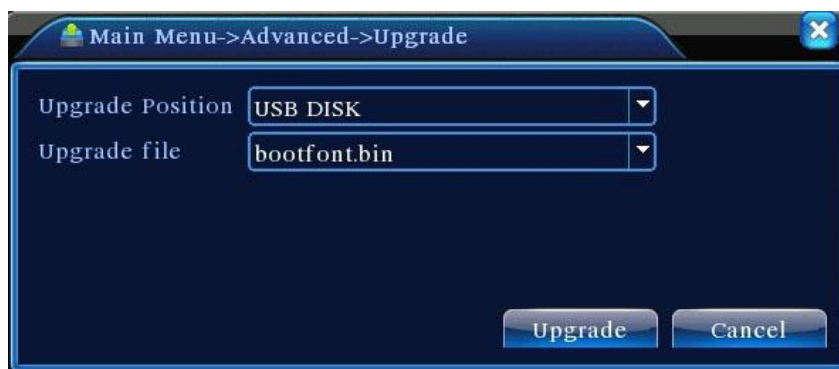 Main Menu->Advanced->Upgrade
Upgrade Position USB DISK
Upgrade file bootfont.bin
Upgrade Cancel